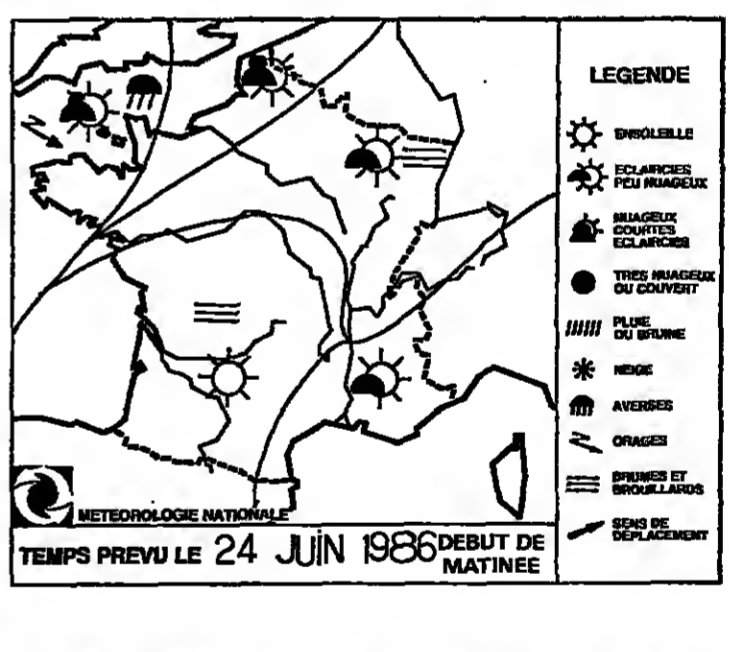 LEGENDE
ENSOLEILLE
ECLAIRCIES
PEU NUAGEUX
NUAGEUX
COURTES
ECLAIRCIES
TRES NUAGEUX
OU COUVERT
PLUIE
OU BRUINE
NEIGE
AVERSES
ORAGES
BRUMES ET
BROUILLARDS
SENS DE
DEPLACEMENT
METEOROLOGIE NATIONALE
TEMPS PREVU LE 24 JUIN 1986 DEBUT DE
MATINEE